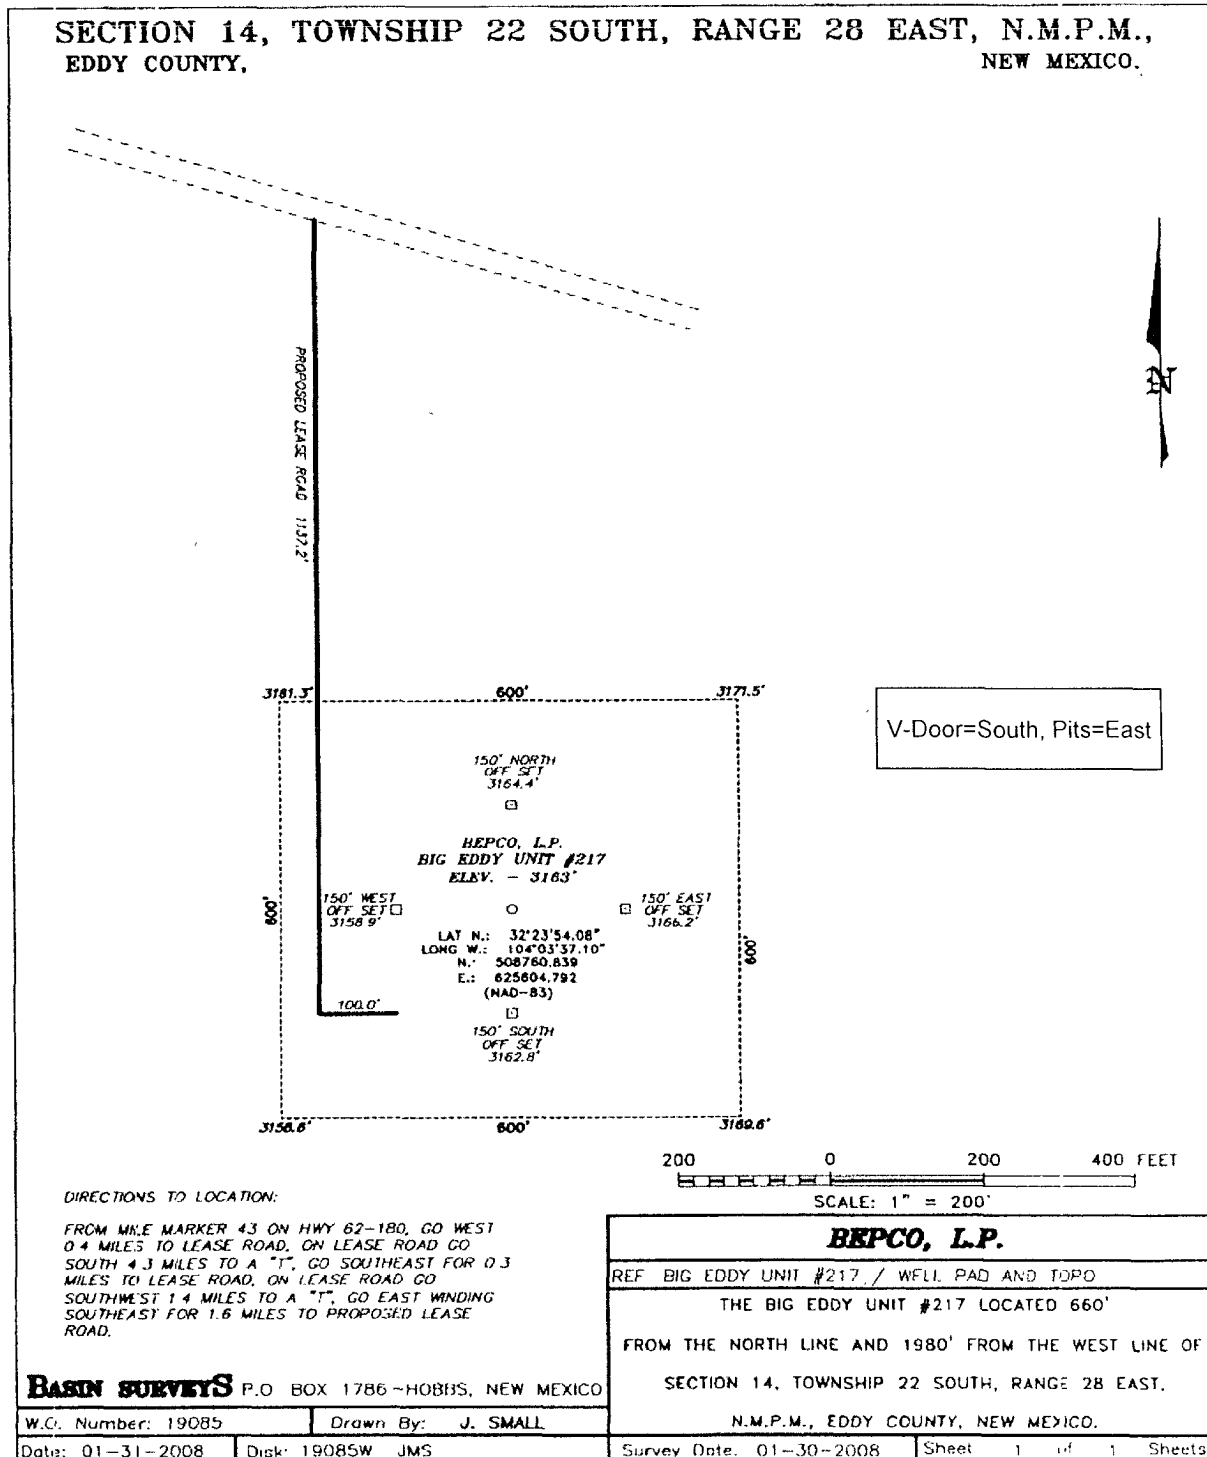 SECTION 14, TOWNSHIP 22 SOUTH, RANGE 28 EAST, N.M.P.M.,
EDDY COUNTY, NEW MEXICO.
PROPOSED LEASE ROAD 1137.2'
N
3181.3' 600' 3171.5'
V-Door=South, Pits=East
150' NORTH
OFF SET
3164.4'
BEPCO, L.P.
BIG EDDY UNIT #217
ELEV. - 3163'
600'
150' WEST
OFF SET
3158.9'
150' EAST
OFF SET
3166.2'
600'
LAT N.: 32°23'54.08"
LONG W.: 104°03'37.10"
N.: 508760.839
E.: 625604.792
(NAD-83)
100.0'
150' SOUTH
OFF SET
3162.8'
3156.6' 600' 3169.6'
200 0 200 400 FEET
SCALE: 1" = 200'
DIRECTIONS TO LOCATION:
FROM MILE MARKER 43 ON HWY 62-180, GO WEST
0.4 MILES TO LEASE ROAD, ON LEASE ROAD GO
SOUTH 4.3 MILES TO A "T", GO SOUTHEAST FOR 0.3
MILES TO LEASE ROAD, ON LEASE ROAD GO
SOUTHWEST 1.4 MILES TO A "T", GO EAST WINDING
SOUTHEAST FOR 1.6 MILES TO PROPOSED LEASE
ROAD.
BEPCO, L.P.
REF BIG EDDY UNIT #217 / WELL PAD AND TOPO
THE BIG EDDY UNIT #217 LOCATED 660'
FROM THE NORTH LINE AND 1980' FROM THE WEST LINE OF
SECTION 14, TOWNSHIP 22 SOUTH, RANGE 28 EAST,
N.M.P.M., EDDY COUNTY, NEW MEXICO.
BASIN SURVEYS P.O. BOX 1786-HOBBS, NEW MEXICO
W.O. Number: 19085 Drawn By: J. SMALL
Date: 01-31-2008 Disk: 19085W JMS
Survey Date: 01-30-2008 Sheet 1 of 1 Sheets